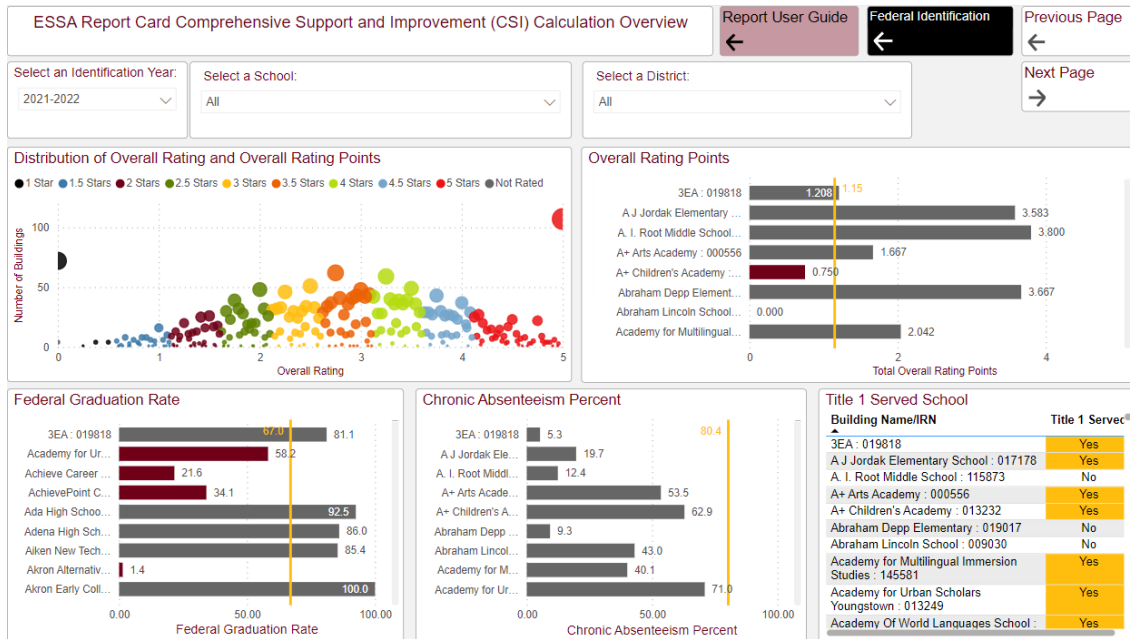 ESSA Report Card Comprehensive Support and Improvement (CSI) Calculation Overview
Report User Guide
Federal Identification
Previous Page
Next Page
Select an Identification Year:
2021-2022
Select a School:
All
Select a District:
All
Distribution of Overall Rating and Overall Rating Points
1 Star 1.5 Stars 2 Stars 2.5 Stars 3 Stars 3.5 Stars 4 Stars 4.5 Stars 5 Stars Not Rated
Number of Buildings
100
50
0
0 1 2 3 4 5
Overall Rating
Overall Rating Points
1.15
3EA : 019818 1.208
A J Jordak Elementary ... 3.583
A. I. Root Middle School... 3.800
A+ Arts Academy : 000556 1.667
A+ Children's Academy :... 0.750
Abraham Depp Element... 3.667
Abraham Lincoln School... 0.000
Academy for Multilingual... 2.042
0 2 4
Total Overall Rating Points
Federal Graduation Rate
67.0
3EA : 019818 81.1
Academy for Ur... 58.2
Achieve Career ... 21.6
AchievePoint C... 34.1
Ada High Schoo... 92.5
Adena High Sch... 86.0
Aiken New Tech... 85.4
Akron Alternativ... 1.4
Akron Early Coll... 100.0
0.00 50.00 100.00
Federal Graduation Rate
Chronic Absenteeism Percent
80.4
3EA : 019818 5.3
A J Jordak Ele... 19.7
A. I. Root Middl... 12.4
A+ Arts Acade... 53.5
A+ Children's A... 62.9
Abraham Depp ... 9.3
Abraham Lincol... 43.0
Academy for M... 40.1
Academy for Ur... 71.0
0.00 50.00 100.00
Chronic Absenteeism Percent
Title 1 Served School
Building Name/IRN Title 1 Served
3EA : 019818 Yes
A J Jordak Elementary School : 017178 Yes
A. I. Root Middle School : 115873 No
A+ Arts Academy : 000556 Yes
A+ Children's Academy : 013232 Yes
Abraham Depp Elementary : 019017 No
Abraham Lincoln School : 009030 No
Academy for Multilingual Immersion Yes
Studies : 145581
Academy for Urban Scholars Yes
Youngstown : 013249
Academy Of World Languages School : Yes